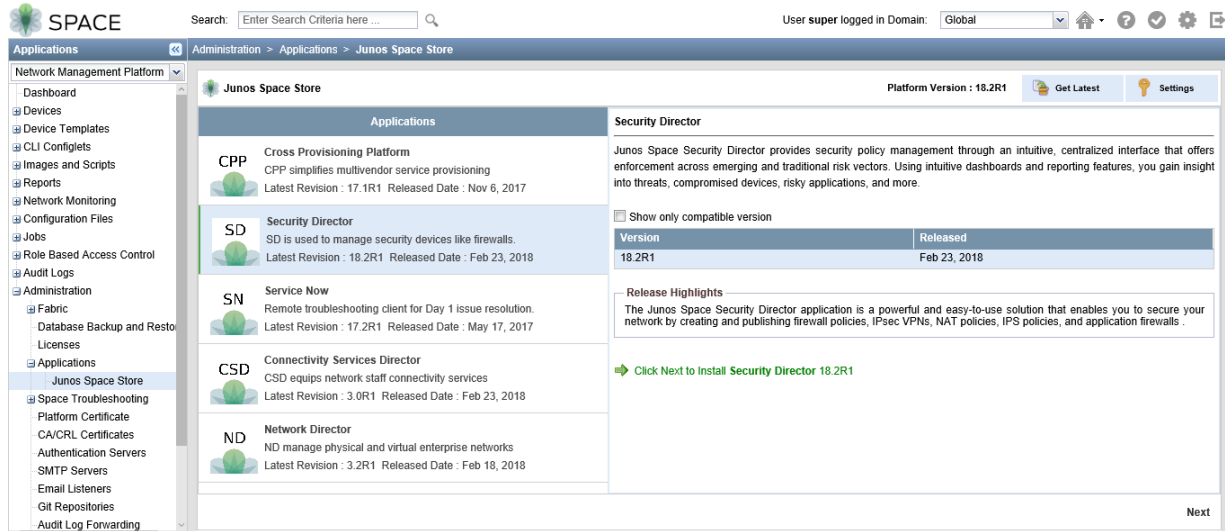 SPACE
Search: Enter Search Criteria here ...
User super logged in Domain: Global
Applications
Administration > Applications > Junos Space Store
Network Management Platform
Dashboard
Devices
Device Templates
CLI Configlets
Images and Scripts
Reports
Network Monitoring
Configuration Files
Jobs
Role Based Access Control
Audit Logs
Administration
Fabric
Database Backup and Resto
Licenses
Applications
Junos Space Store
Space Troubleshooting
Platform Certificate
CA/CRL Certificates
Authentication Servers
SMTP Servers
Email Listeners
Git Repositories
Audit Log Forwarding
Junos Space Store
Platform Version : 18.2R1
Get Latest
Settings
Applications
CPP
Cross Provisioning Platform
CPP simplifies multivendor service provisioning
Latest Revision : 17.1R1 Released Date : Nov 6, 2017
SD
Security Director
SD is used to manage security devices like firewalls.
Latest Revision : 18.2R1 Released Date : Feb 23, 2018
SN
Service Now
Remote troubleshooting client for Day 1 issue resolution.
Latest Revision : 17.2R1 Released Date : May 17, 2017
CSD
Connectivity Services Director
CSD equips network staff connectivity services
Latest Revision : 3.0R1 Released Date : Feb 23, 2018
ND
Network Director
ND manage physical and virtual enterprise networks
Latest Revision : 3.2R1 Released Date : Feb 18, 2018
Security Director
Junos Space Security Director provides security policy management through an intuitive, centralized interface that offers
enforcement across emerging and traditional risk vectors. Using intuitive dashboards and reporting features, you gain insight
into threats, compromised devices, risky applications, and more.
Show only compatible version
Version Released
18.2R1 Feb 23, 2018
Release Highlights
The Junos Space Security Director application is a powerful and easy-to-use solution that enables you to secure your
network by creating and publishing firewall policies, IPsec VPNs, NAT policies, IPS policies, and application firewalls .
Click Next to Install Security Director 18.2R1
Next